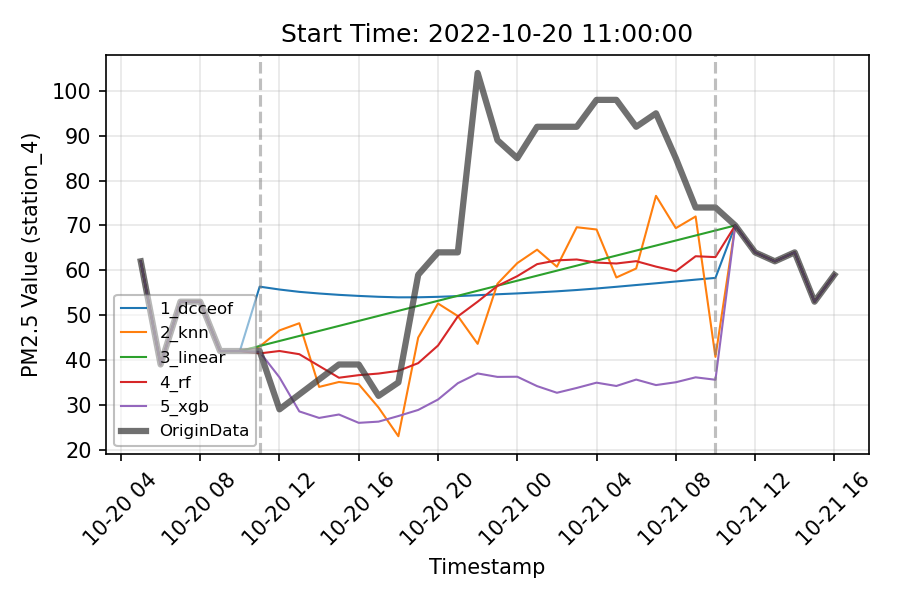 Start Time: 2022-10-20 11:00:00
PM2.5 Value (station_4)
100
90
80
70
60
50
40
30
20
1_dcceof
2_knn
3_linear
4_rf
5_xgb
OriginData
10-20 04
10-20 08
10-20 12
10-20 16
10-20 20
10-21 00
10-21 04
10-21 08
10-21 12
10-21 16
Timestamp